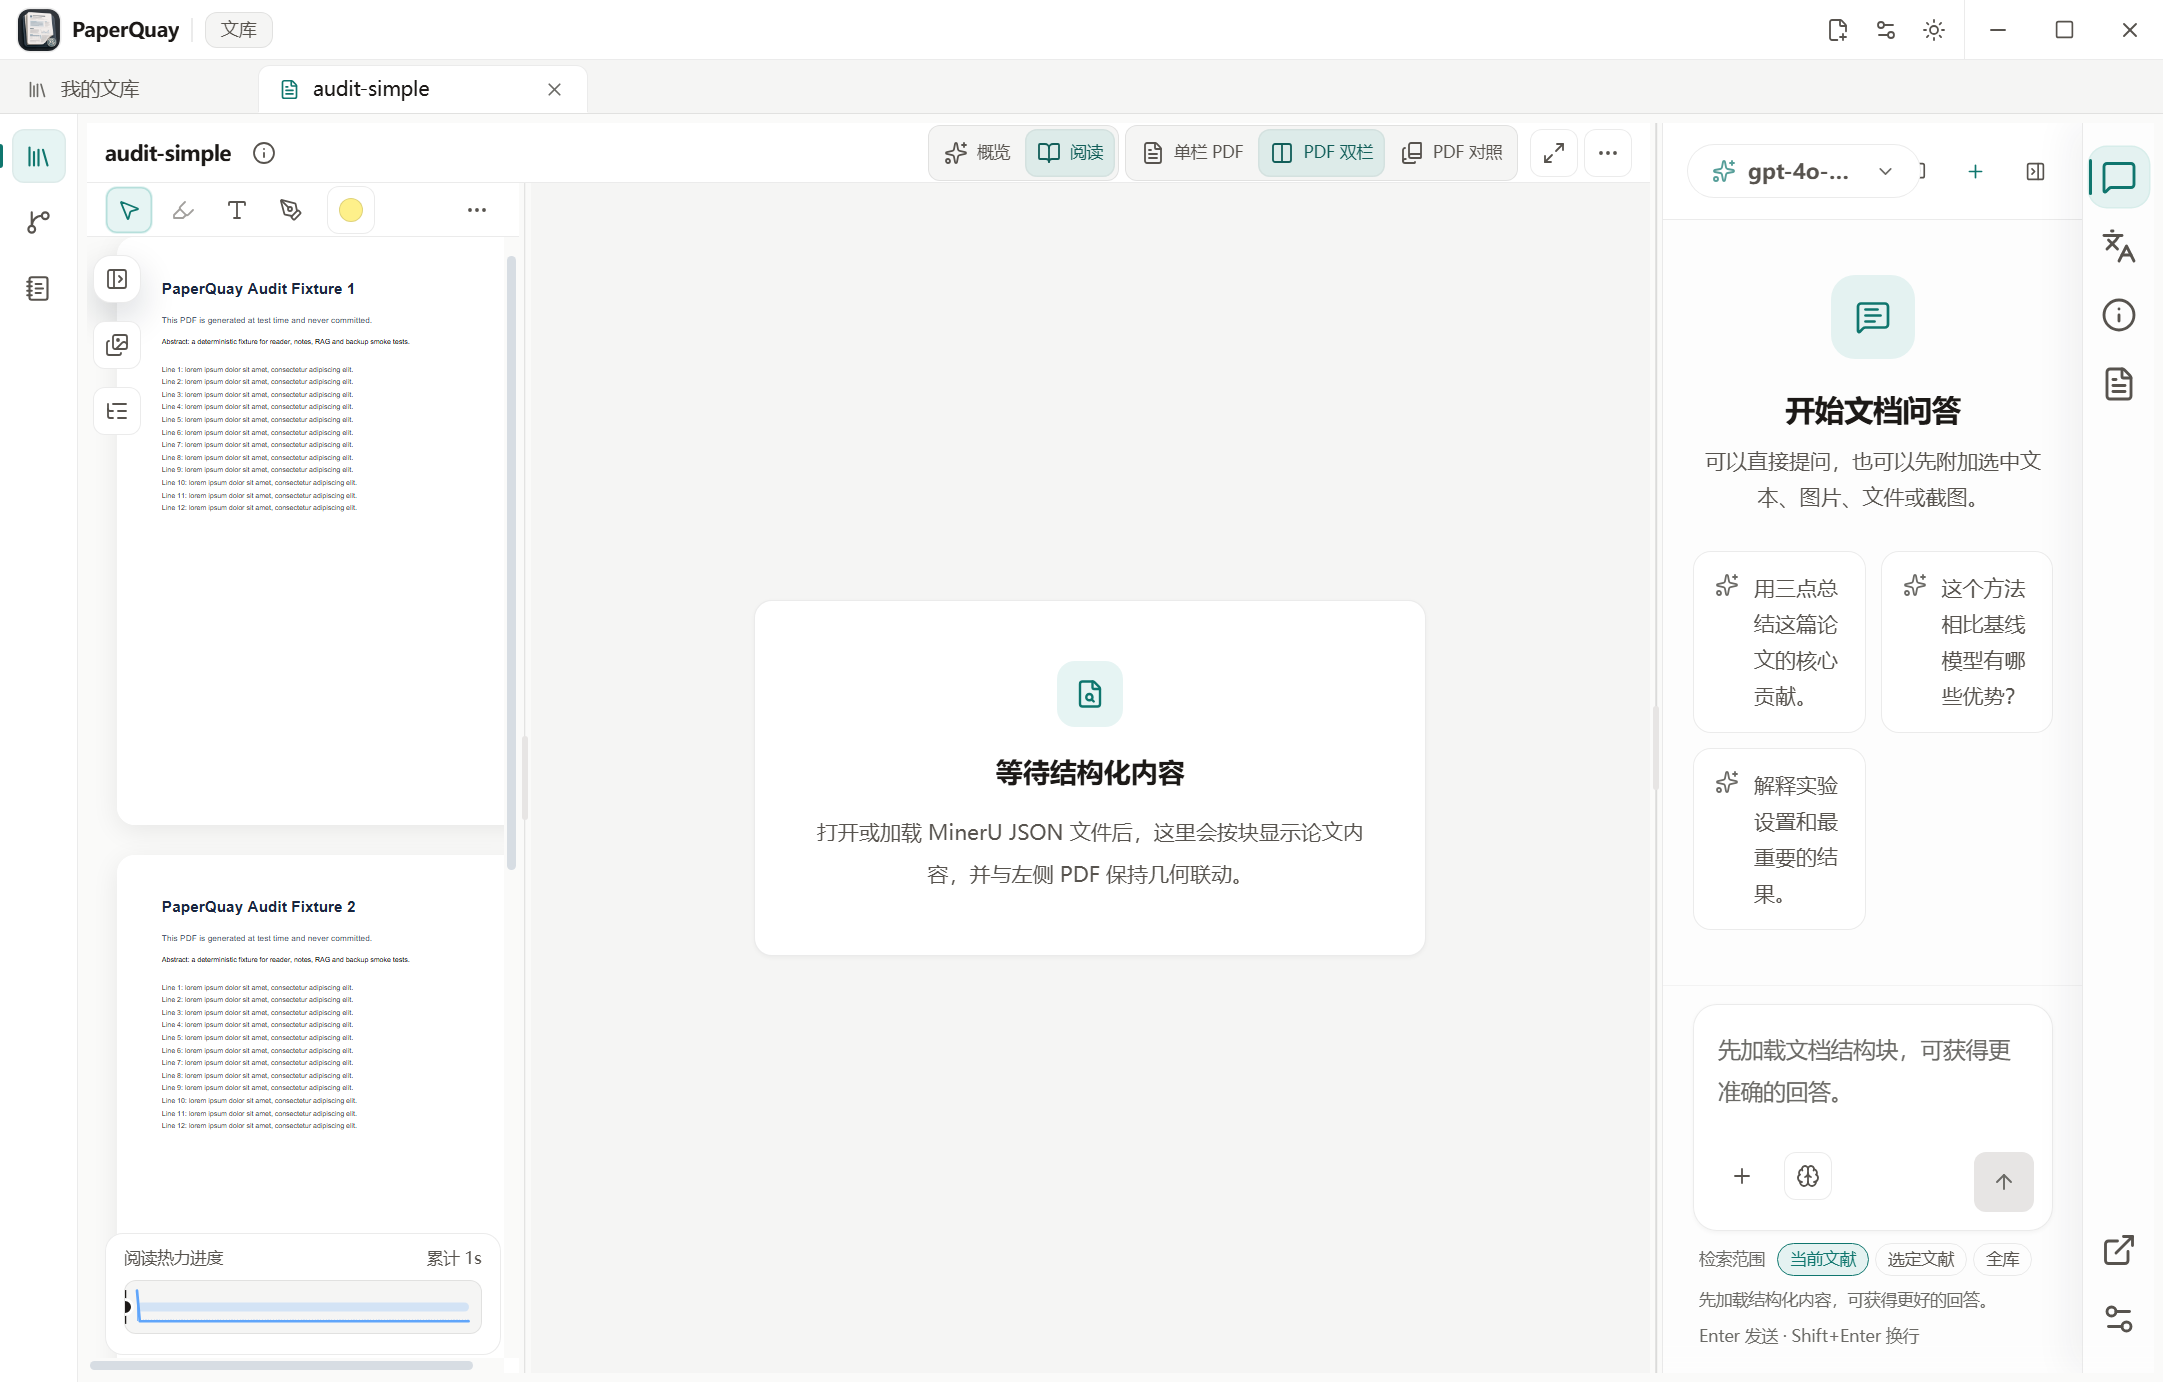 PaperQuay
文库
我的文库
audit-simple
audit-simple
概览
阅读
单栏 PDF
PDF 双栏
PDF 对照
gpt-4o-...
PaperQuay Audit Fixture 1
This PDF is generated at test time and never committed.
Abstract: a deterministic fixture for reader, notes, RAG and backup smoke tests.
Line 1: lorem ipsum dolor sit amet, consectetur adipiscing elit.
Line 2: lorem ipsum dolor sit amet, consectetur adipiscing elit.
Line 3: lorem ipsum dolor sit amet, consectetur adipiscing elit.
Line 4: lorem ipsum dolor sit amet, consectetur adipiscing elit.
Line 5: lorem ipsum dolor sit amet, consectetur adipiscing elit.
Line 6: lorem ipsum dolor sit amet, consectetur adipiscing elit.
Line 7: lorem ipsum dolor sit amet, consectetur adipiscing elit.
Line 8: lorem ipsum dolor sit amet, consectetur adipiscing elit.
Line 9: lorem ipsum dolor sit amet, consectetur adipiscing elit.
Line 10: lorem ipsum dolor sit amet, consectetur adipiscing elit.
Line 11: lorem ipsum dolor sit amet, consectetur adipiscing elit.
Line 12: lorem ipsum dolor sit amet, consectetur adipiscing elit.
PaperQuay Audit Fixture 2
This PDF is generated at test time and never committed.
Abstract: a deterministic fixture for reader, notes, RAG and backup smoke tests.
Line 1: lorem ipsum dolor sit amet, consectetur adipiscing elit.
Line 2: lorem ipsum dolor sit amet, consectetur adipiscing elit.
Line 3: lorem ipsum dolor sit amet, consectetur adipiscing elit.
Line 4: lorem ipsum dolor sit amet, consectetur adipiscing elit.
Line 5: lorem ipsum dolor sit amet, consectetur adipiscing elit.
Line 6: lorem ipsum dolor sit amet, consectetur adipiscing elit.
Line 7: lorem ipsum dolor sit amet, consectetur adipiscing elit.
Line 8: lorem ipsum dolor sit amet, consectetur adipiscing elit.
Line 9: lorem ipsum dolor sit amet, consectetur adipiscing elit.
Line 10: lorem ipsum dolor sit amet, consectetur adipiscing elit.
Line 11: lorem ipsum dolor sit amet, consectetur adipiscing elit.
Line 12: lorem ipsum dolor sit amet, consectetur adipiscing elit.
阅读热力进度
累计 1s
等待结构化内容
打开或加载 MinerU JSON 文件后，这里会按块显示论文内
容，并与左侧 PDF 保持几何联动。
开始文档问答
可以直接提问，也可以先附加选中文
本、图片、文件或截图。
用三点总
结这篇论
文的核心
贡献。
这个方法
相比基线
模型有哪
些优势?
解释实验
设置和最
重要的结
果。
先加载文档结构块，可获得更
准确的回答。
检索范围
当前文献
选定文献
全库
先加载结构化内容，可获得更好的回答。
Enter 发送 · Shift+Enter 换行